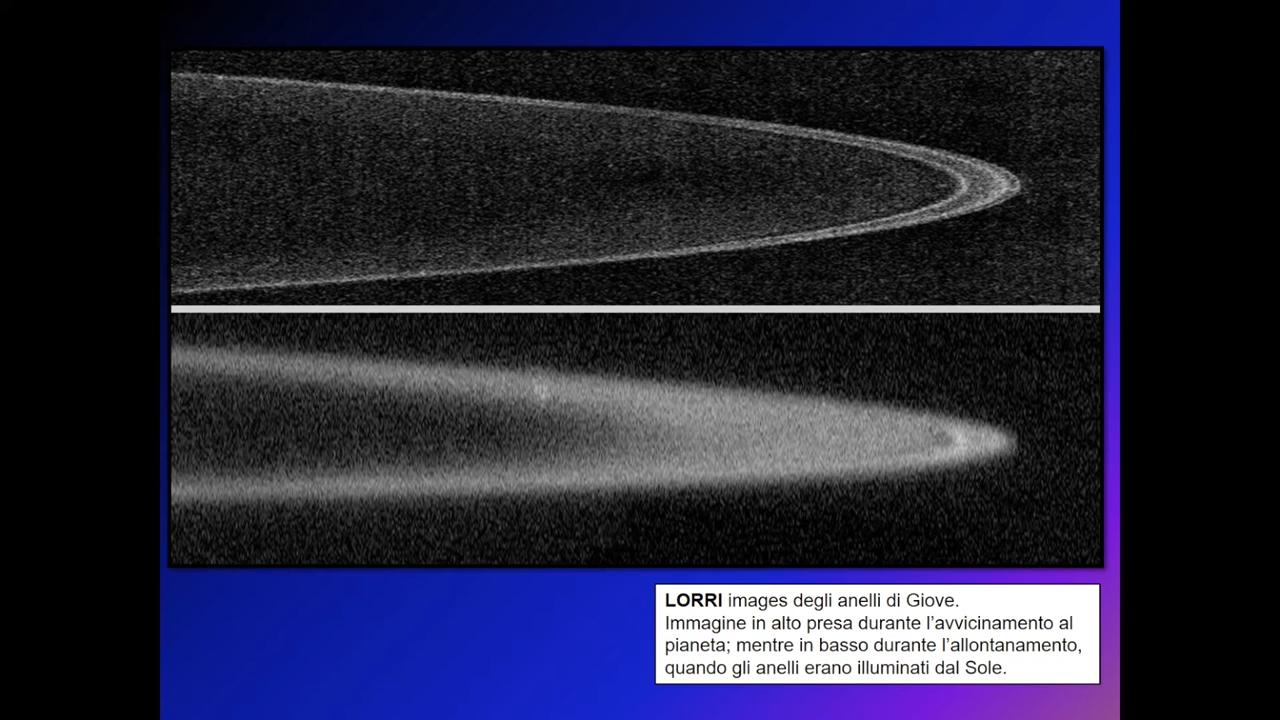 LORRI images degli anelli di Giove.
Immagine in alto presa durante l’avvicinamento al
pianeta; mentre in basso durante l’allontanamento,
quando gli anelli erano illuminati dal Sole.